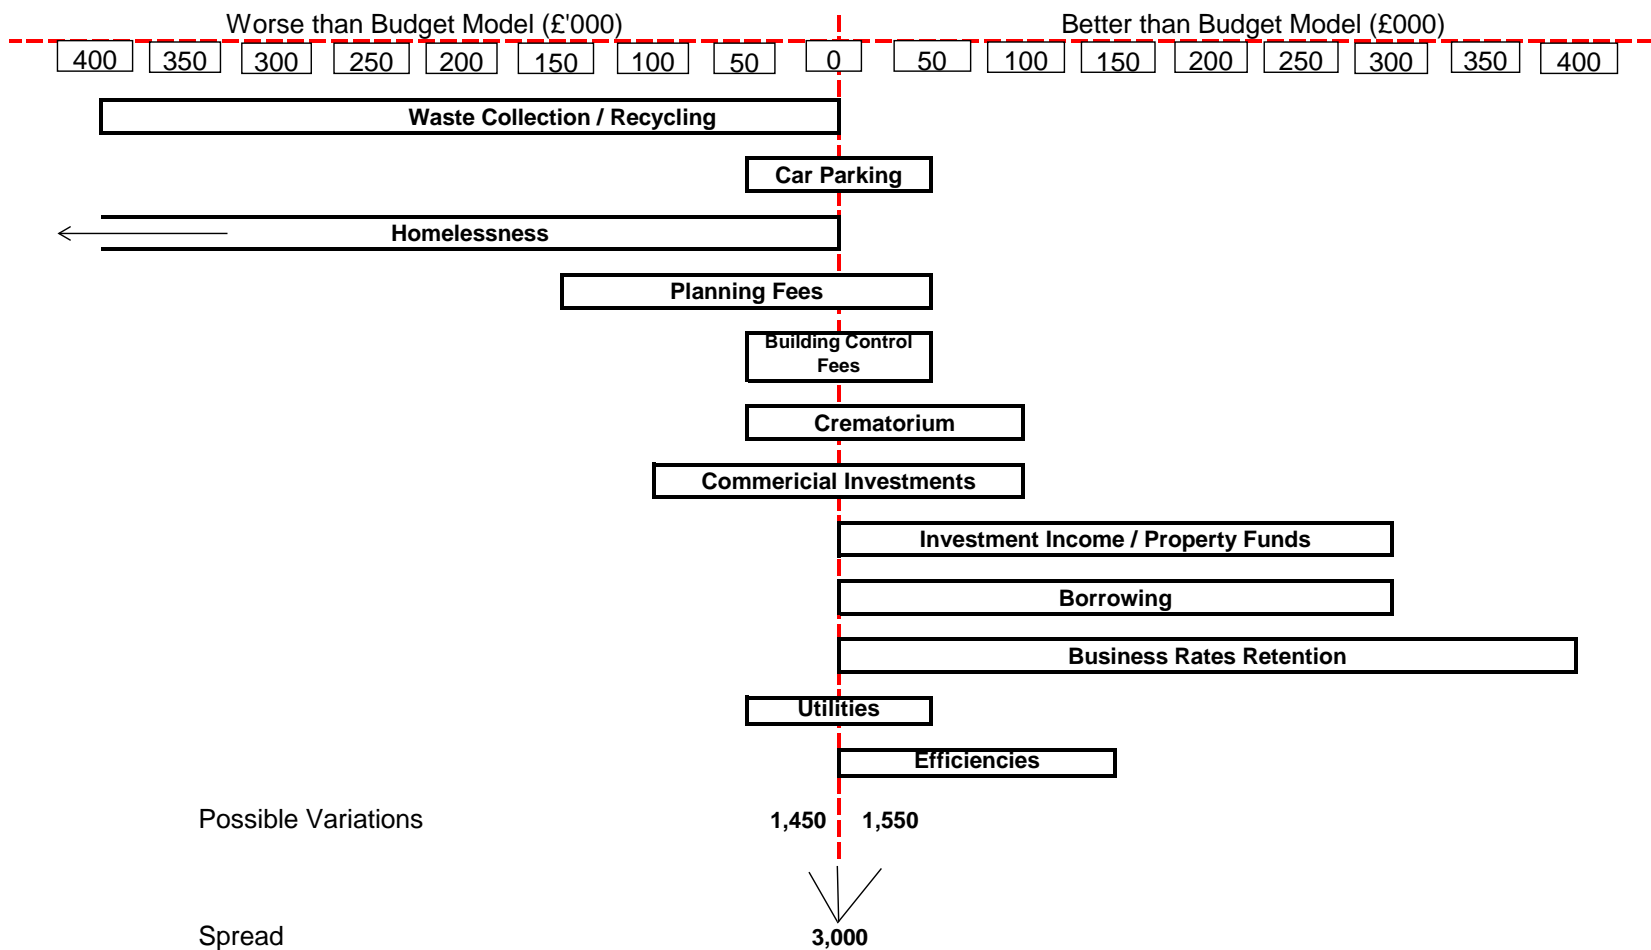 Worse than Budget Model (£'000) Better than Budget Model (£000)
400 350 300 250 200 150 100 50 0 50 100 150 200 250 300 350 400
Waste Collection / Recycling
Car Parking
Homelessness
Planning Fees
Building Control
Fees
Crematorium
Commericial Investments
Investment Income / Property Funds
Borrowing
Business Rates Retention
Utilities
Efficiencies
Possible Variations 1,450 1,550
Spread 3,000